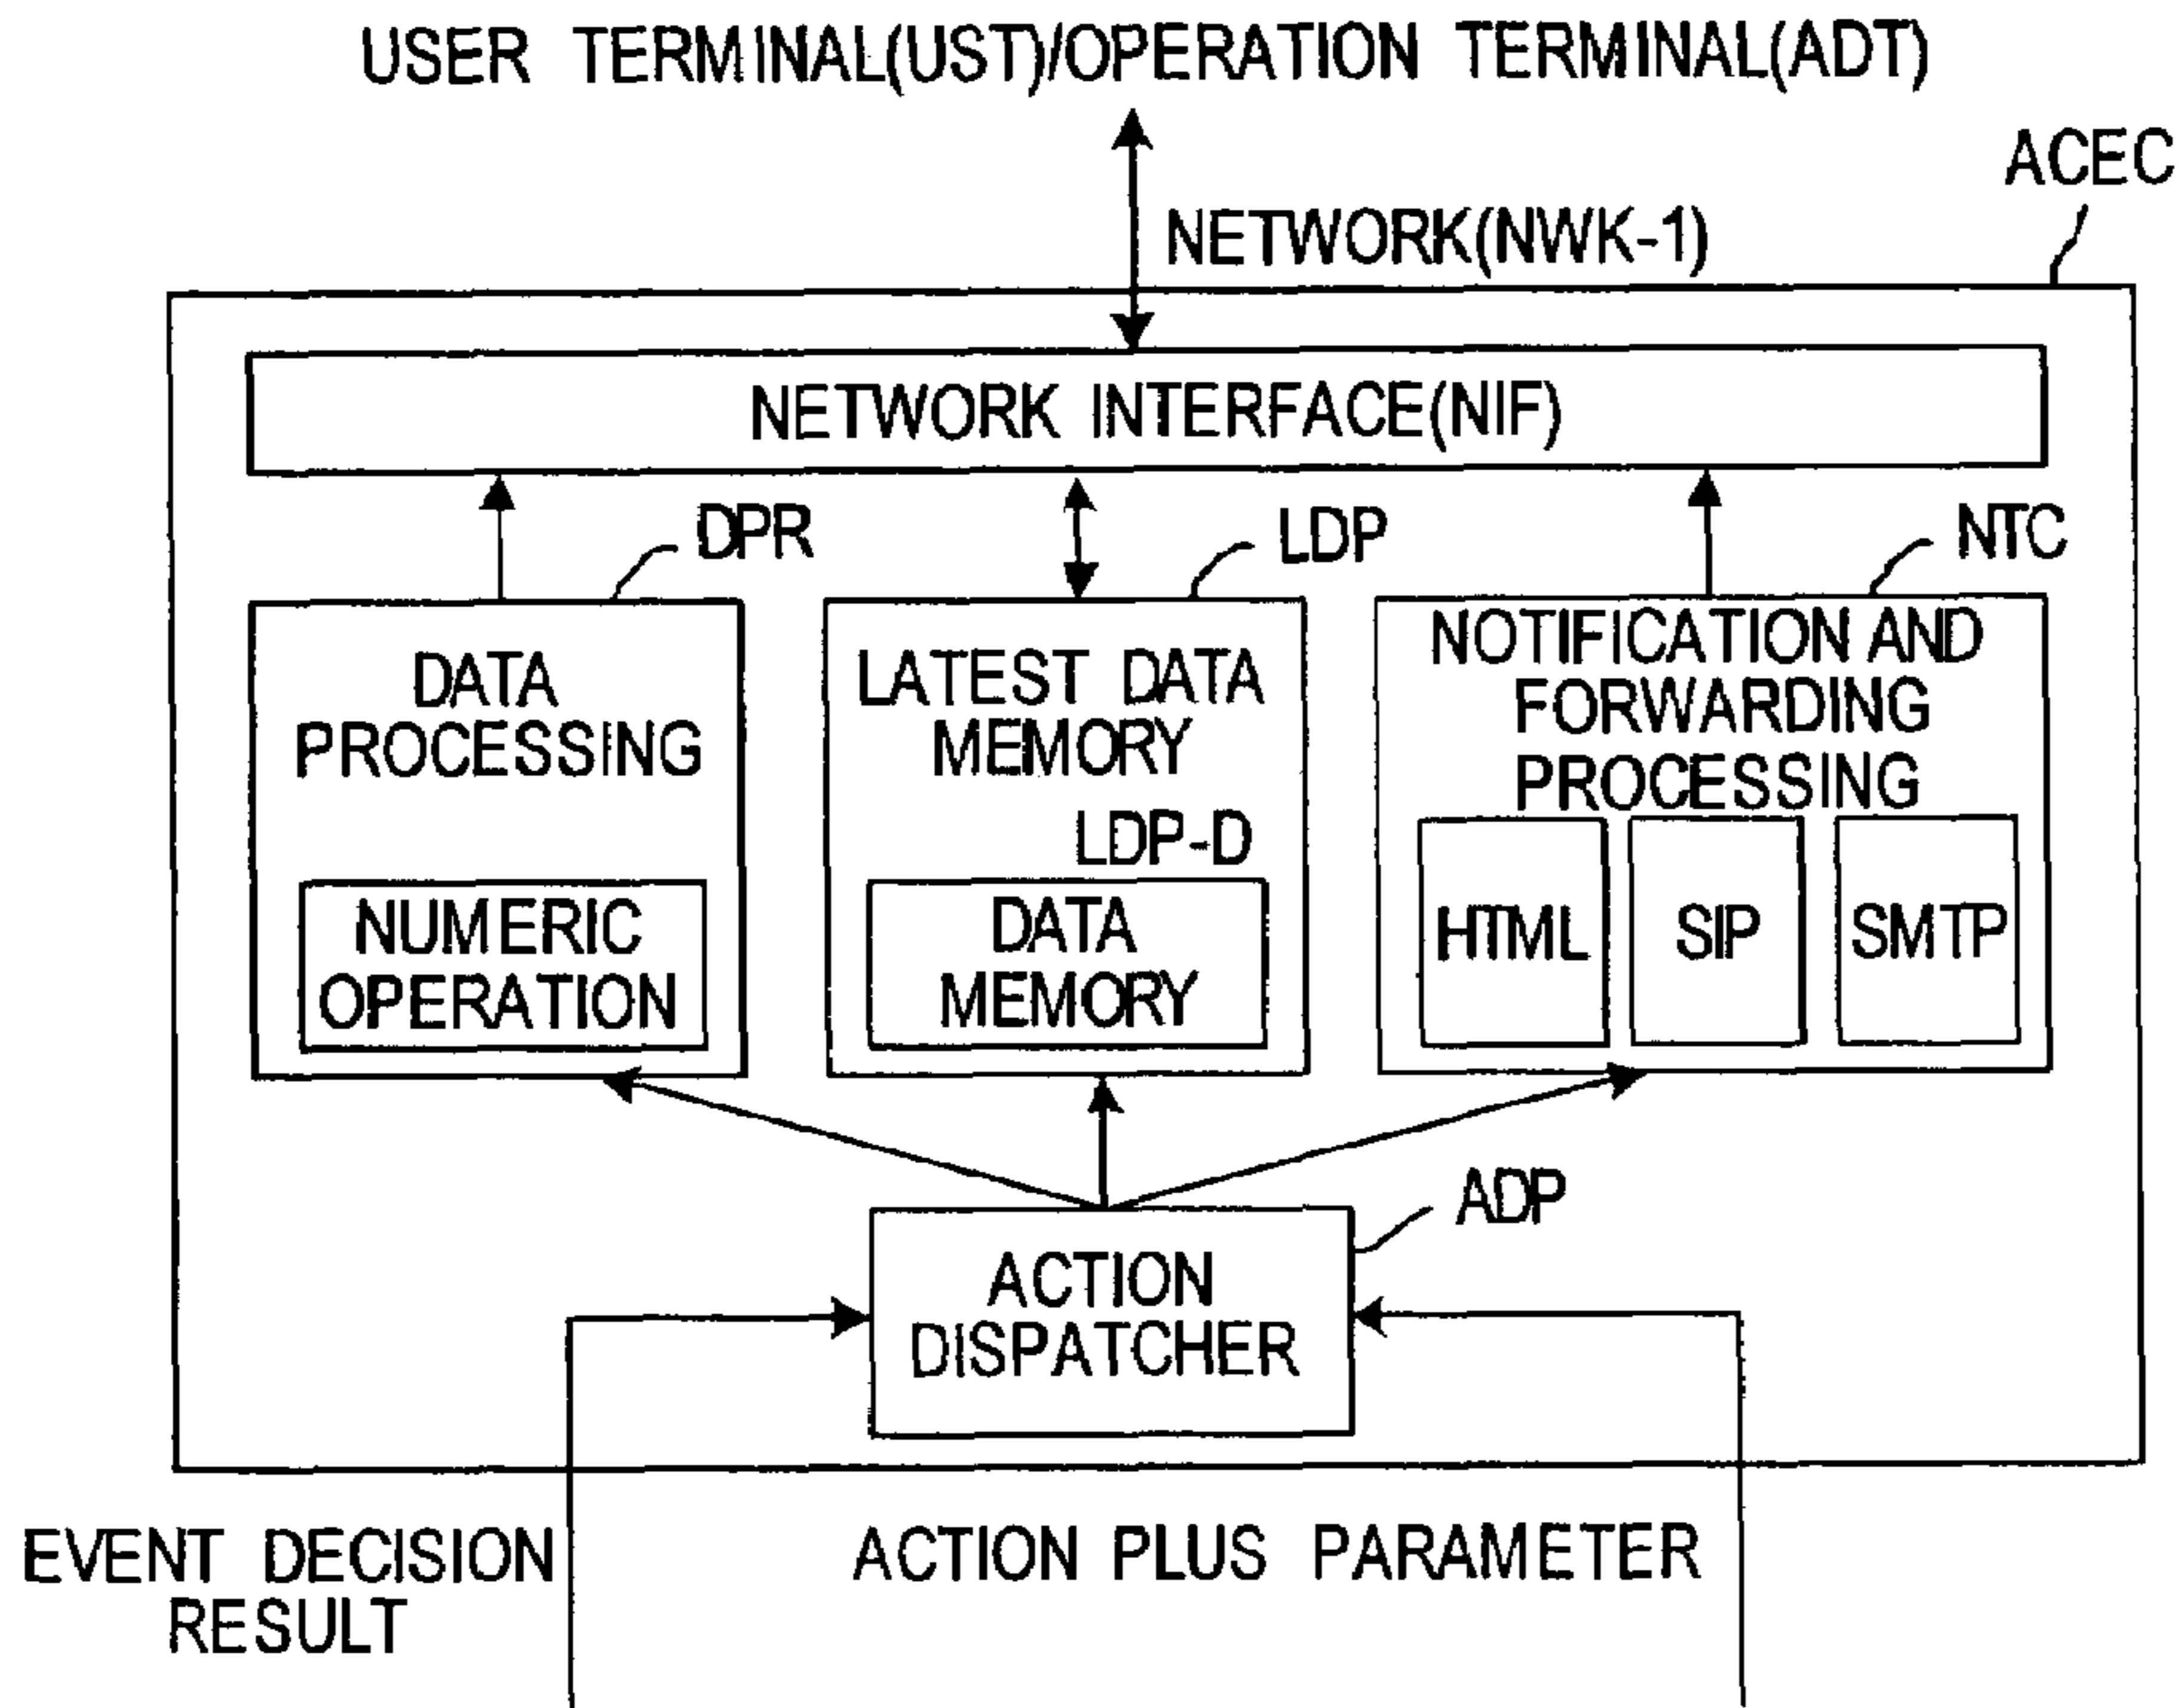 USER TERMINAL(UST)/OPERATION TERMINAL(ADT)
ACEC
NETWORK(NWK-1)
NETWORK INTERFACE(NIF)
DPR
LDP
NTC
DATA
PROCESSING
NUMERIC
OPERATION
LATEST DATA
MEMORY
LDP-D
DATA
MEMORY
NOTIFICATION AND
FORWARDING
PROCESSING
HTML
SIP
SMTP
ADP
ACTION
DISPATCHER
EVENT DECISION
RESULT
ACTION PLUS PARAMETER